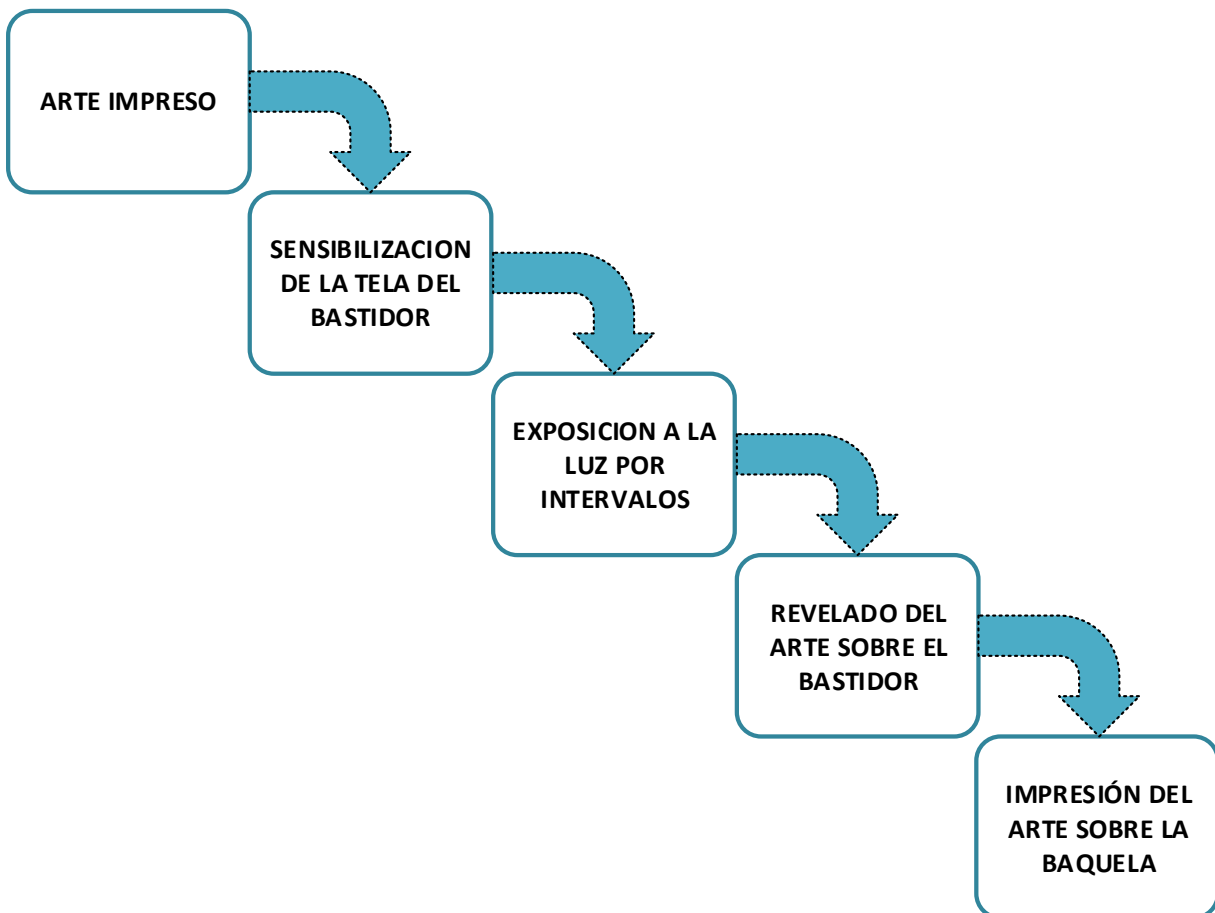 ARTE IMPRESO
SENSIBILIZACION
DE LA TELA DEL
BASTIDOR
EXPOSICION A LA
LUZ POR
INTERVALOS
REVELADO DEL
ARTE SOBRE EL
BASTIDOR
IMPRESIÓN DEL
ARTE SOBRE LA
BAQUELA